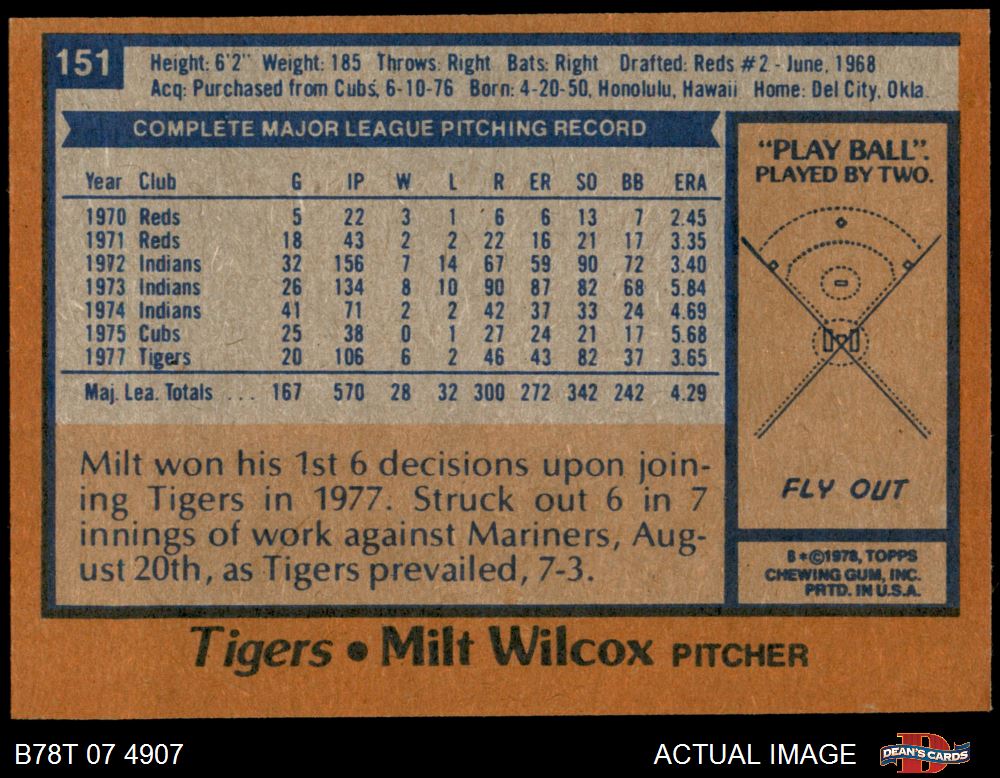 151
Height: 6'2" Weight: 185 Throws: Right Bats: Right Drafted: Reds #2 - June, 1968
Acq: Purchased from Cubs, 6-10-76 Born: 4-20-50, Honolulu, Hawaii Home: Del City, Okla.
COMPLETE MAJOR LEAGUE PITCHING RECORD
Year Club G IP W L R ER SO BB ERA
1970 Reds 5 22 3 1 6 6 13 7 2.45
1971 Reds 18 43 2 2 22 16 21 17 3.35
1972 Indians 32 156 7 14 67 59 90 72 3.40
1973 Indians 26 134 8 10 90 87 82 68 5.84
1974 Indians 41 71 2 2 42 37 33 24 4.69
1975 Cubs 25 38 0 1 27 24 21 17 5.68
1977 Tigers 20 106 6 2 46 43 82 37 3.65
Maj. Lea. Totals ... 167 570 28 32 300 272 342 242 4.29
Milt won his 1st 6 decisions upon join-
ing Tigers in 1977. Struck out 6 in 7
innings of work against Mariners, Aug-
ust 20th, as Tigers prevailed, 7-3.
"PLAY BALL".
PLAYED BY TWO.
FLY OUT
8*©1978, TOPPS
CHEWING GUM, INC.
PRTD. IN U.S.A.
Tigers • Milt Wilcox PITCHER
B78T 07 4907
ACTUAL IMAGE
DEAN'S CARDS